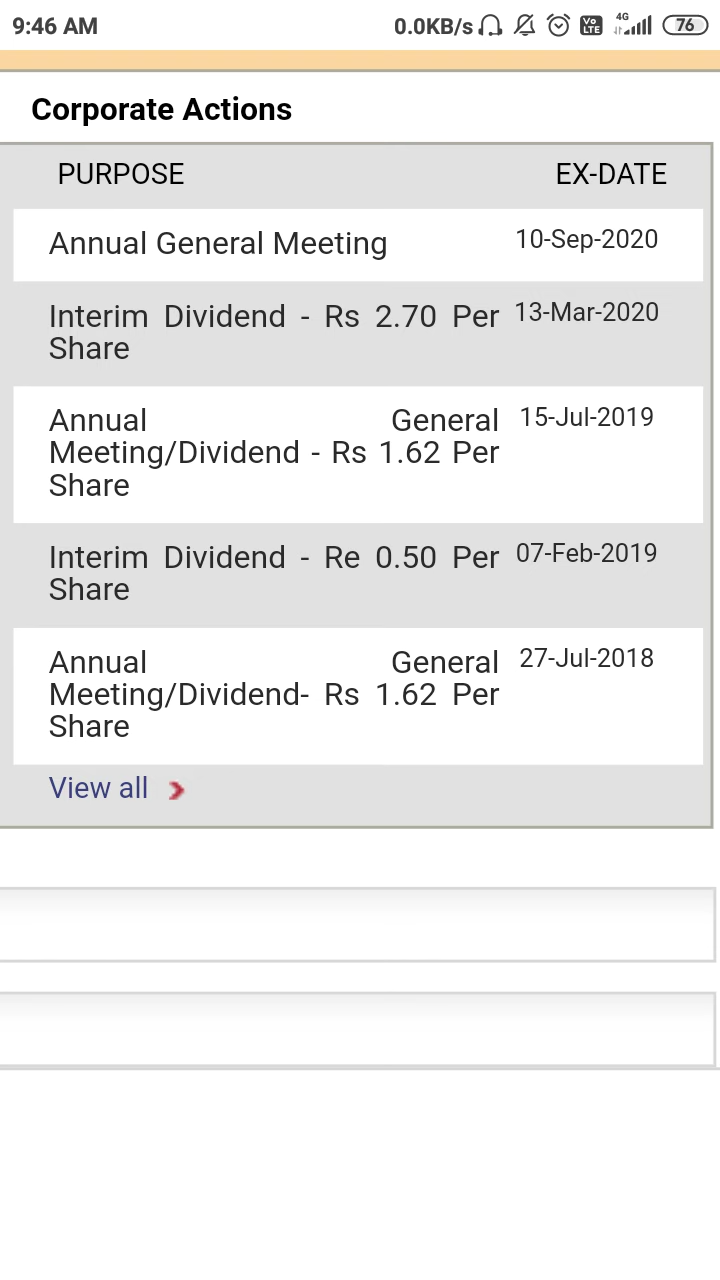 9:46 AM 0.0KB/s Vo LTE 4G 76
Corporate Actions
PURPOSE EX-DATE
Annual General Meeting 10-Sep-2020
Interim Dividend - Rs 2.70 Per 13-Mar-2020
Share
Annual General 15-Jul-2019
Meeting/Dividend - Rs 1.62 Per
Share
Interim Dividend - Re 0.50 Per 07-Feb-2019
Share
Annual General 27-Jul-2018
Meeting/Dividend- Rs 1.62 Per
Share
View all